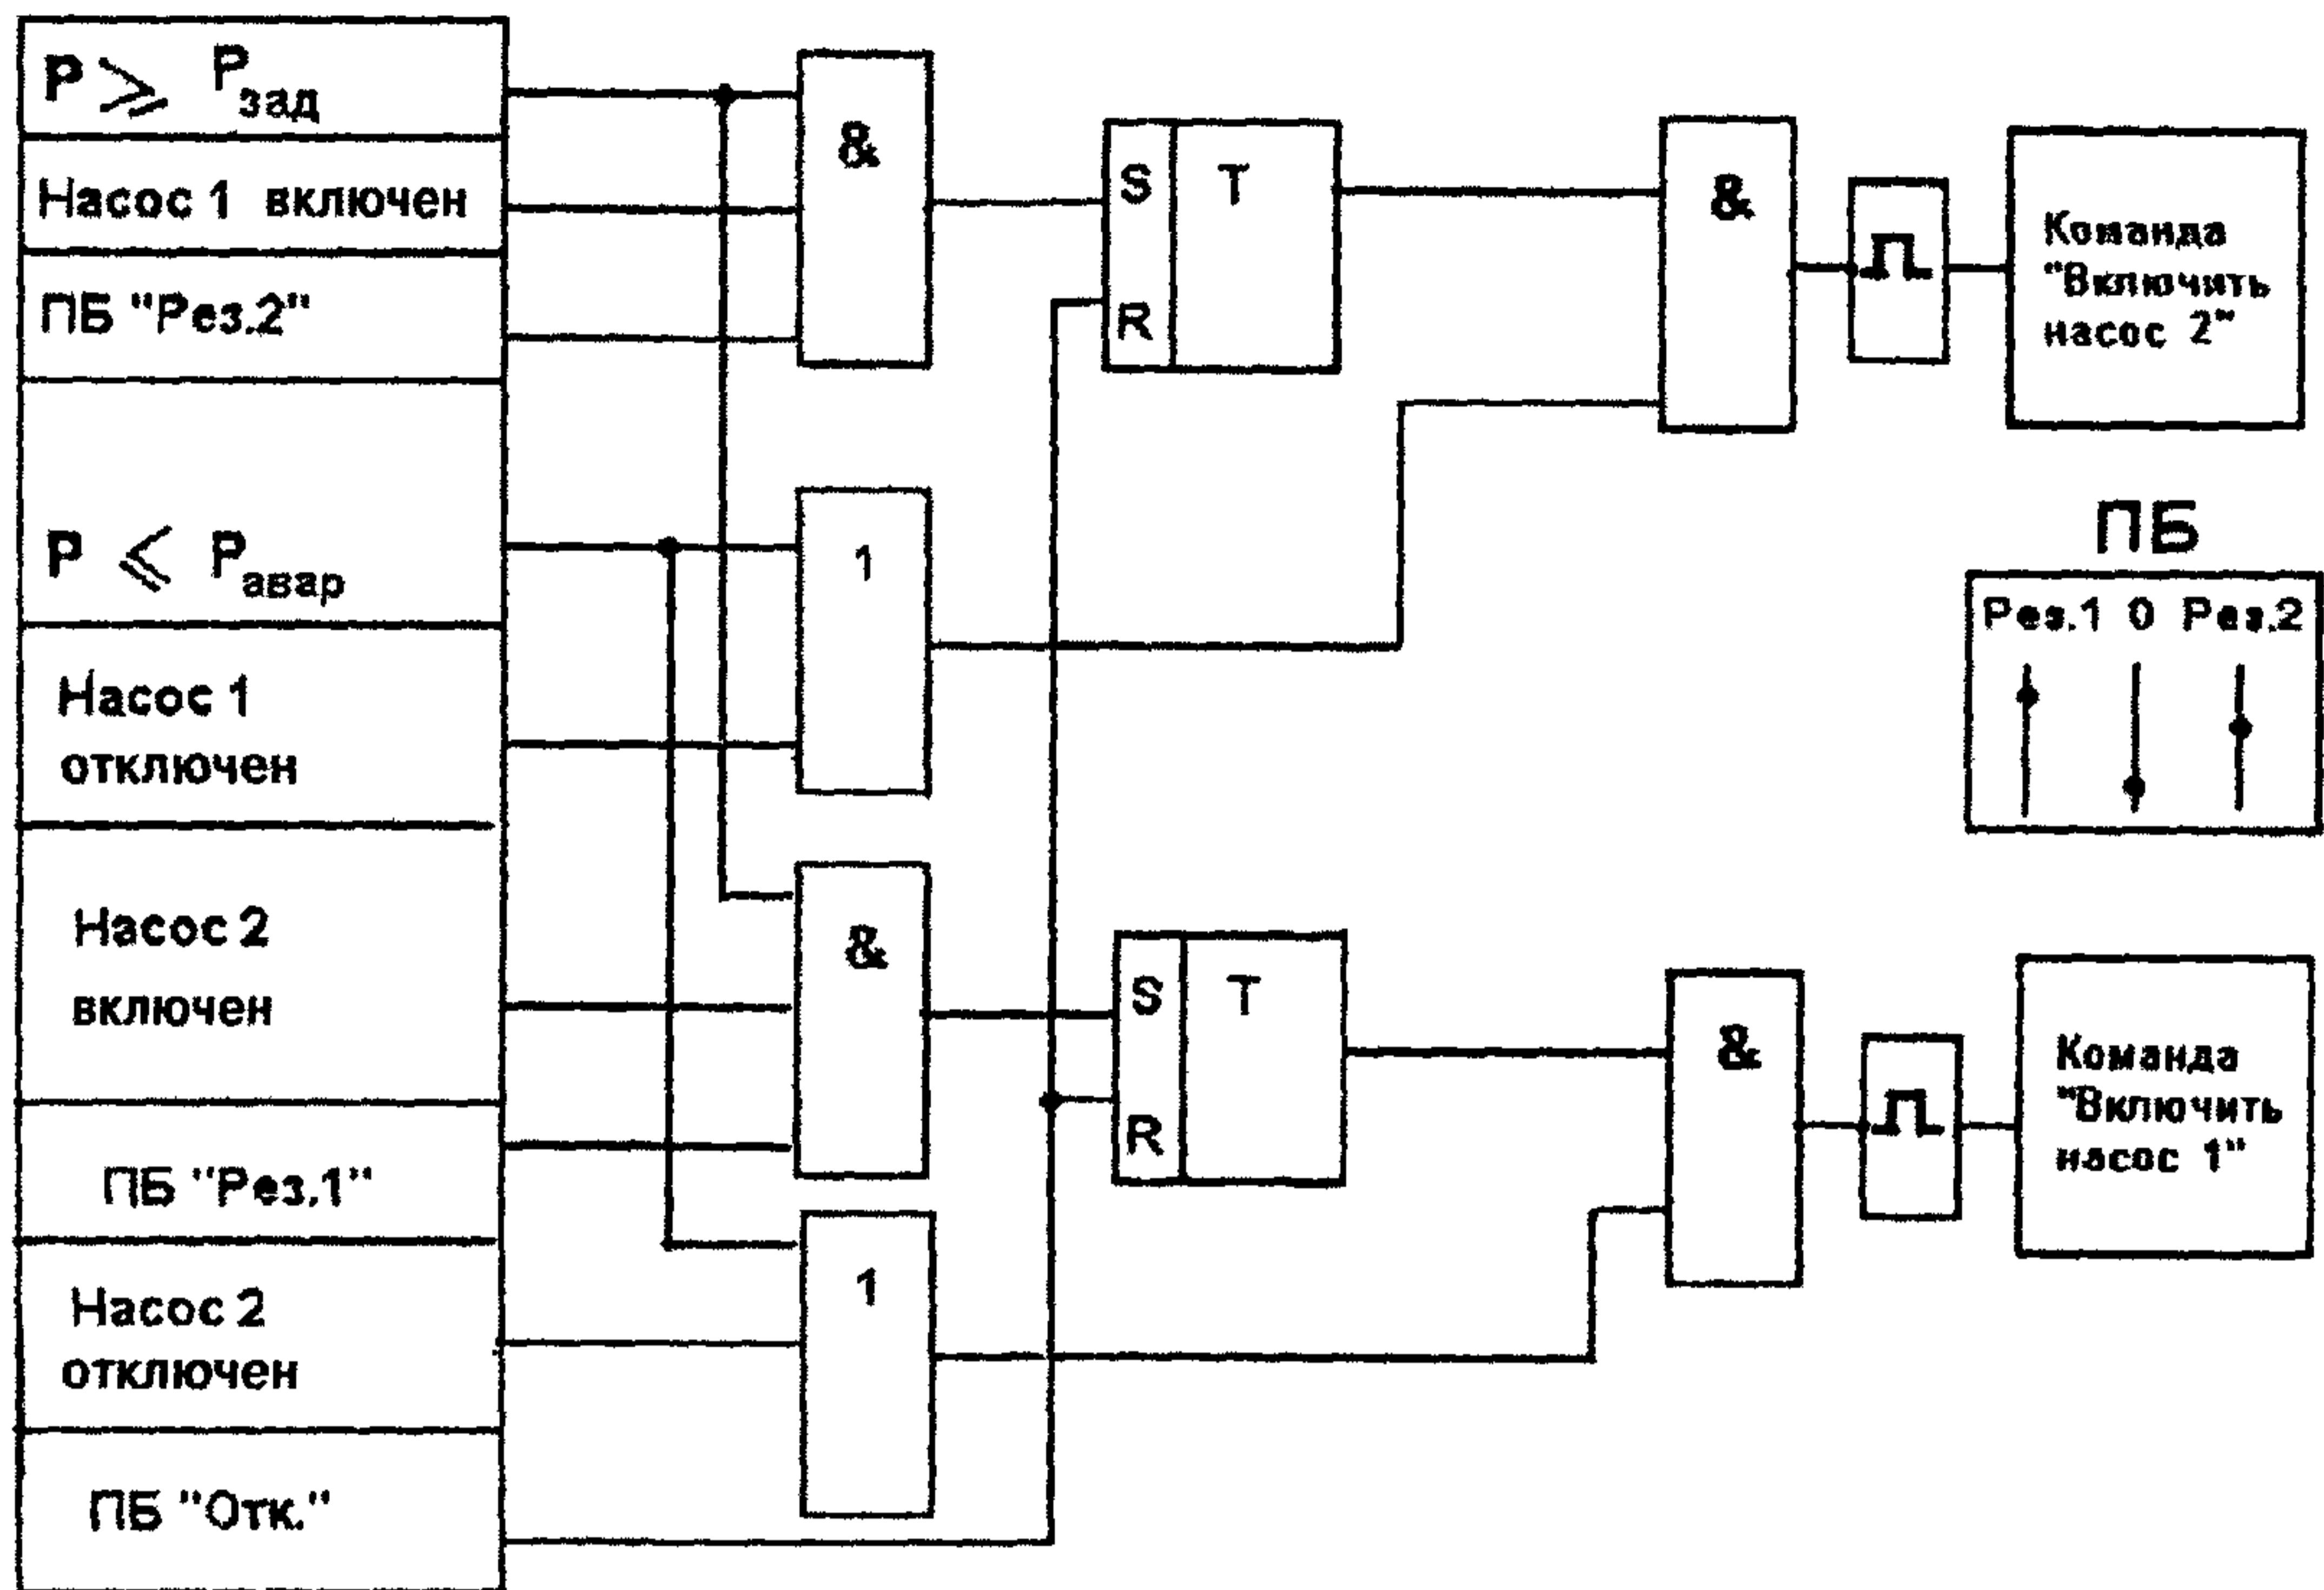 P ⩾ Pзад
Насос 1 включен
ПБ "Рез.2"
P ⩽ Pавар
Насос 1
отключен
Насос 2
включен
ПБ "Рез.1"
Насос 2
отключен
ПБ "Отк."
&
1
&
1
S T
R
S T
R
&
&
Команда
"Включить
насос 2"
ПБ
Рез.1 0 Рез.2
Команда
"Включить
насос 1"